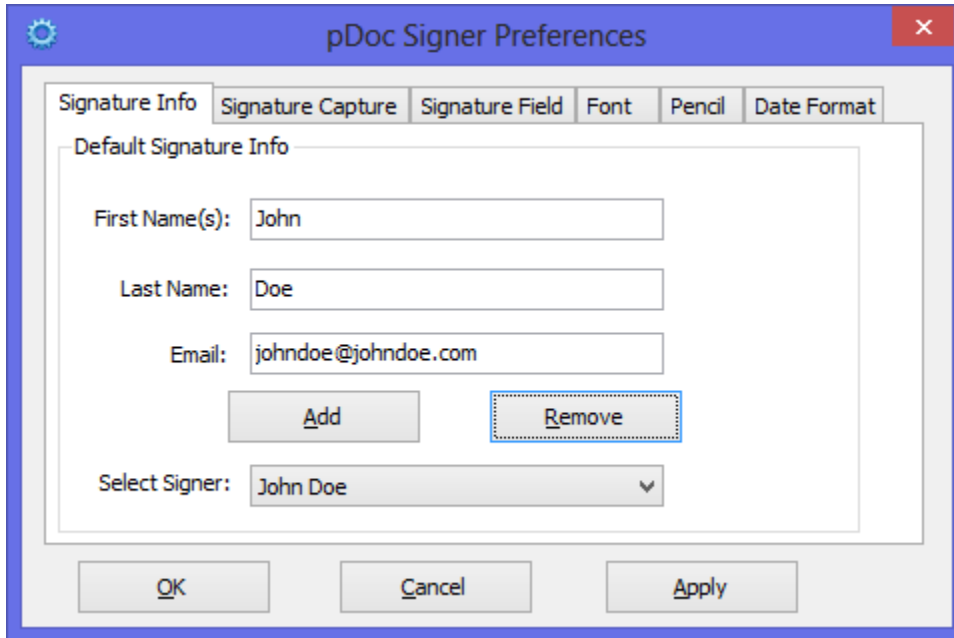 pDoc Signer Preferences
Signature Info Signature Capture Signature Field Font Pencil Date Format
Default Signature Info
First Name(s): John
Last Name: Doe
Email: johndoe@johndoe.com
Add Remove
Select Signer: John Doe
OK Cancel Apply